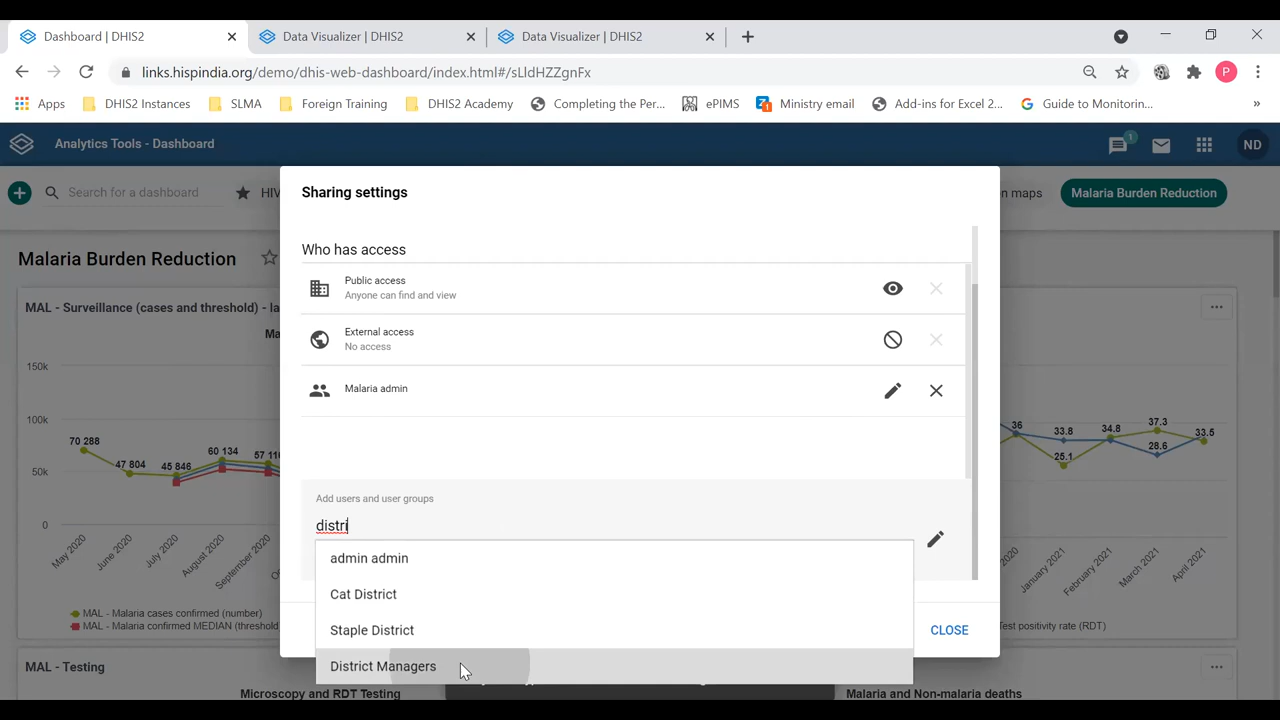 Dashboard | DHIS2
Data Visualizer | DHIS2
Data Visualizer | DHIS2
links.hispindia.org/demo/dhis-web-dashboard/index.html#/sLldHZZgnFx
P
Apps
DHIS2 Instances
SLMA
Foreign Training
DHIS2 Academy
Completing the Per...
ePIMS
Ministry email
Add-ins for Excel 2...
Guide to Monitorin...
»
Analytics Tools - Dashboard
1
ND
Search for a dashboard
HIV
n maps
Malaria Burden Reduction
Malaria Burden Reduction
Sharing settings
Who has access
Public access
Anyone can find and view
External access
No access
Malaria admin
Add users and user groups
distri
admin admin
Cat District
Staple District
District Managers
CLOSE
MAL - Surveillance (cases and threshold) - la
Ma
150k
100k
50k
0
70 288
47 804
45 846
60 134
57 116
May 2020
June 2020
July 2020
August 2020
September 2020
MAL - Malaria cases confirmed (number)
MAL - Malaria confirmed MEDIAN (threshold
36
33.8
25.1
34.8
37.3
28.6
33.5
2020
January 2021
February 2021
March 2021
April 2021
Test positivity rate (RDT)
MAL - Testing
Microscopy and RDT Testing
Malaria and Non-malaria deaths